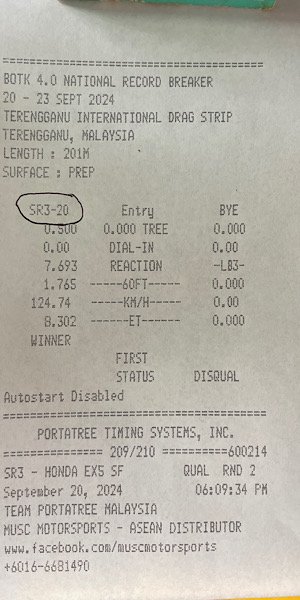 =====================================
BOTK 4.0 NATIONAL RECORD BREAKER
20 - 23 SEPT 2024
TERENGGANU INTERNATIONAL DRAG STRIP
TERENGGANU, MALAYSIA
LENGTH : 201M
SURFACE : PREP
SR3-20 Entry BYE
0.500 0.000 TREE 0.000
0.00 DIAL-IN 0.00
7.693 REACTION -LB3-
1.765 ------60FT------ 0.000
124.74 ------KM/H------ 0.00
8.302 -------ET------- 0.000
WINNER
FIRST
STATUS DISQUAL
Autostart Disabled
=====================================
PORTATREE TIMING SYSTEMS, INC.
=============== 209/210 ==========600214
SR3 - HONDA EX5 SF QUAL RND 2
September 20, 2024 06:09:34 PM
TEAM PORTATREE MALAYSIA
MUSC MOTORSPORTS - ASEAN DISTRIBUTOR
www.facebook.com/muscmotorsports
+6016-6681490